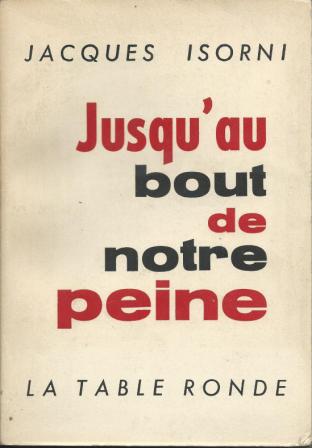 JACQUES ISORNI
Jusqu'au
bout
de
notre
peine
LA TABLE RONDE